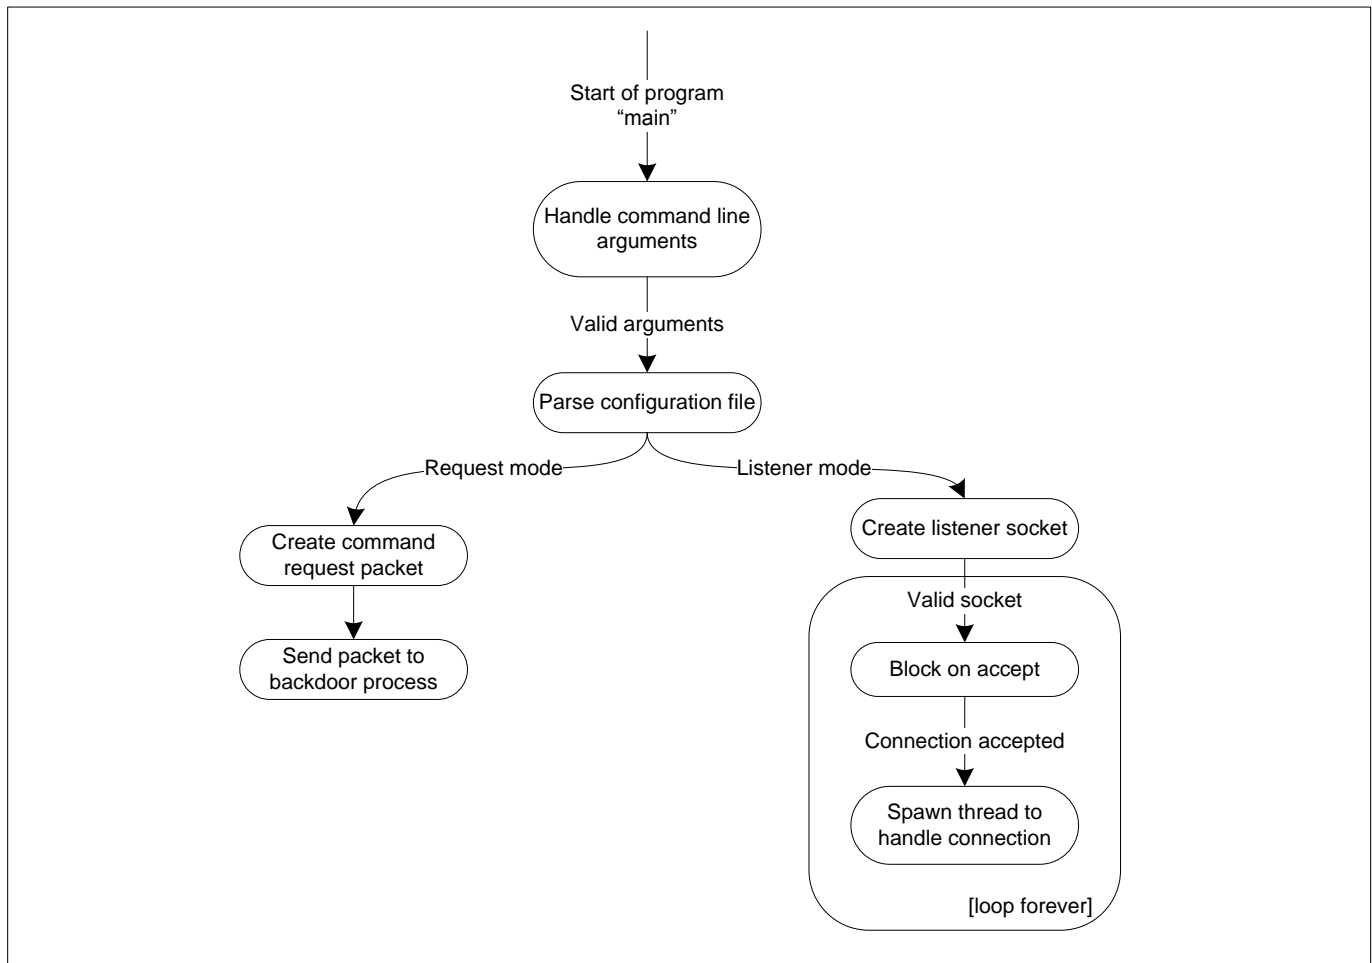 Start of program
“main”
Handle command line
arguments
Valid arguments
Parse configuration file
Request mode
Listener mode
Create command
request packet
Send packet to
backdoor process
Create listener socket
Valid socket
Block on accept
Connection accepted
Spawn thread to
handle connection
[loop forever]